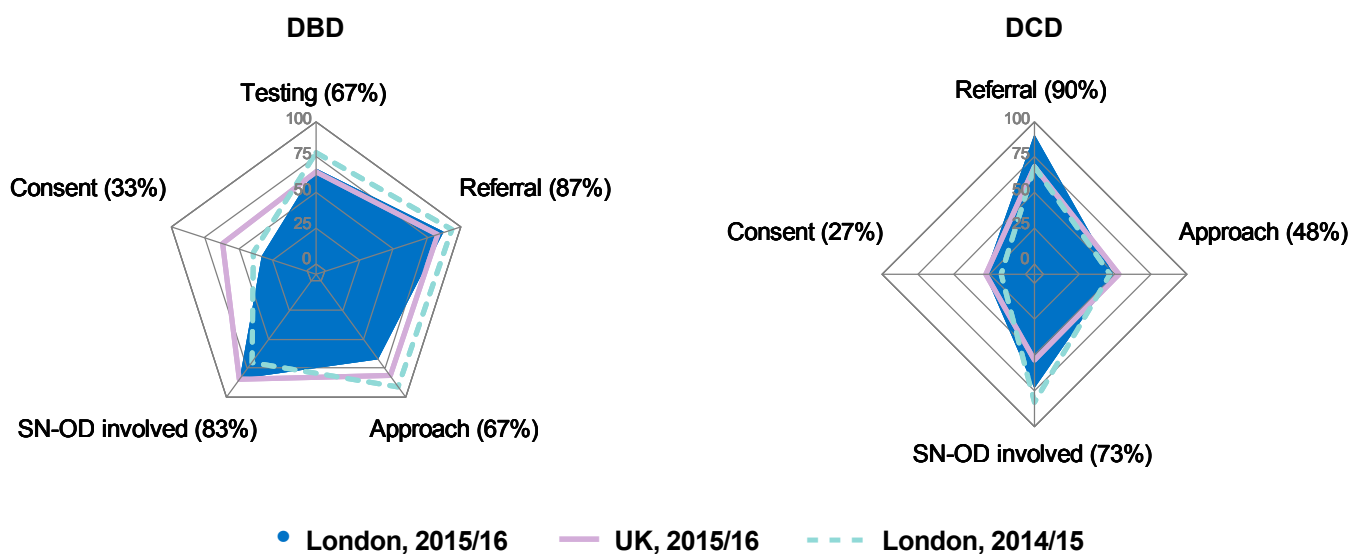 DBD
Testing (67%)
100
75
50
25
0
Consent (33%)
Referral (87%)
SN-OD involved (83%)
Approach (67%)
DCD
Referral (90%)
100
75
50
25
0
Consent (27%)
Approach (48%)
SN-OD involved (73%)
London, 2015/16
UK, 2015/16
London, 2014/15